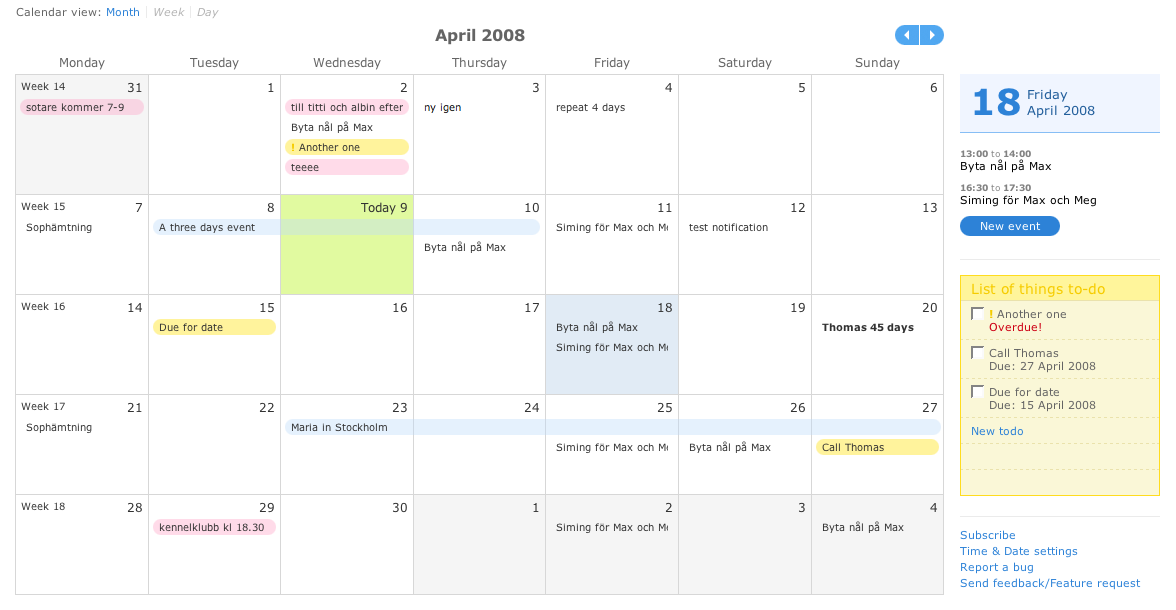 Calendar view: Month Week Day
April 2008
Monday Tuesday Wednesday Thursday Friday Saturday Sunday
Week 14 31 1 2 3 4 5 6
sotare kommer 7-9 till titti och albin efter ny igen repeat 4 days
Byta nål på Max
! Another one
teeee
Week 15 7 8 Today 9 10 11 12 13
Sophämtning A three days event Siming för Max och Me test notification
Byta nål på Max
Week 16 14 15 16 17 18 19 20
Due for date Byta nål på Max Thomas 45 days
Siming för Max och Me
Week 17 21 22 23 24 25 26 27
Sophämtning Maria in Stockholm
Siming för Max och Me Byta nål på Max Call Thomas
Week 18 28 29 30 1 2 3 4
kennelklubb kl 18.30 Siming för Max och Me Byta nål på Max
18 Friday
April 2008
13:00 to 14:00
Byta nål på Max
16:30 to 17:30
Siming för Max och Meg
New event
List of things to-do
! Another one
Overdue!
Call Thomas
Due: 27 April 2008
Due for date
Due: 15 April 2008
New todo
Subscribe
Time & Date settings
Report a bug
Send feedback/Feature request